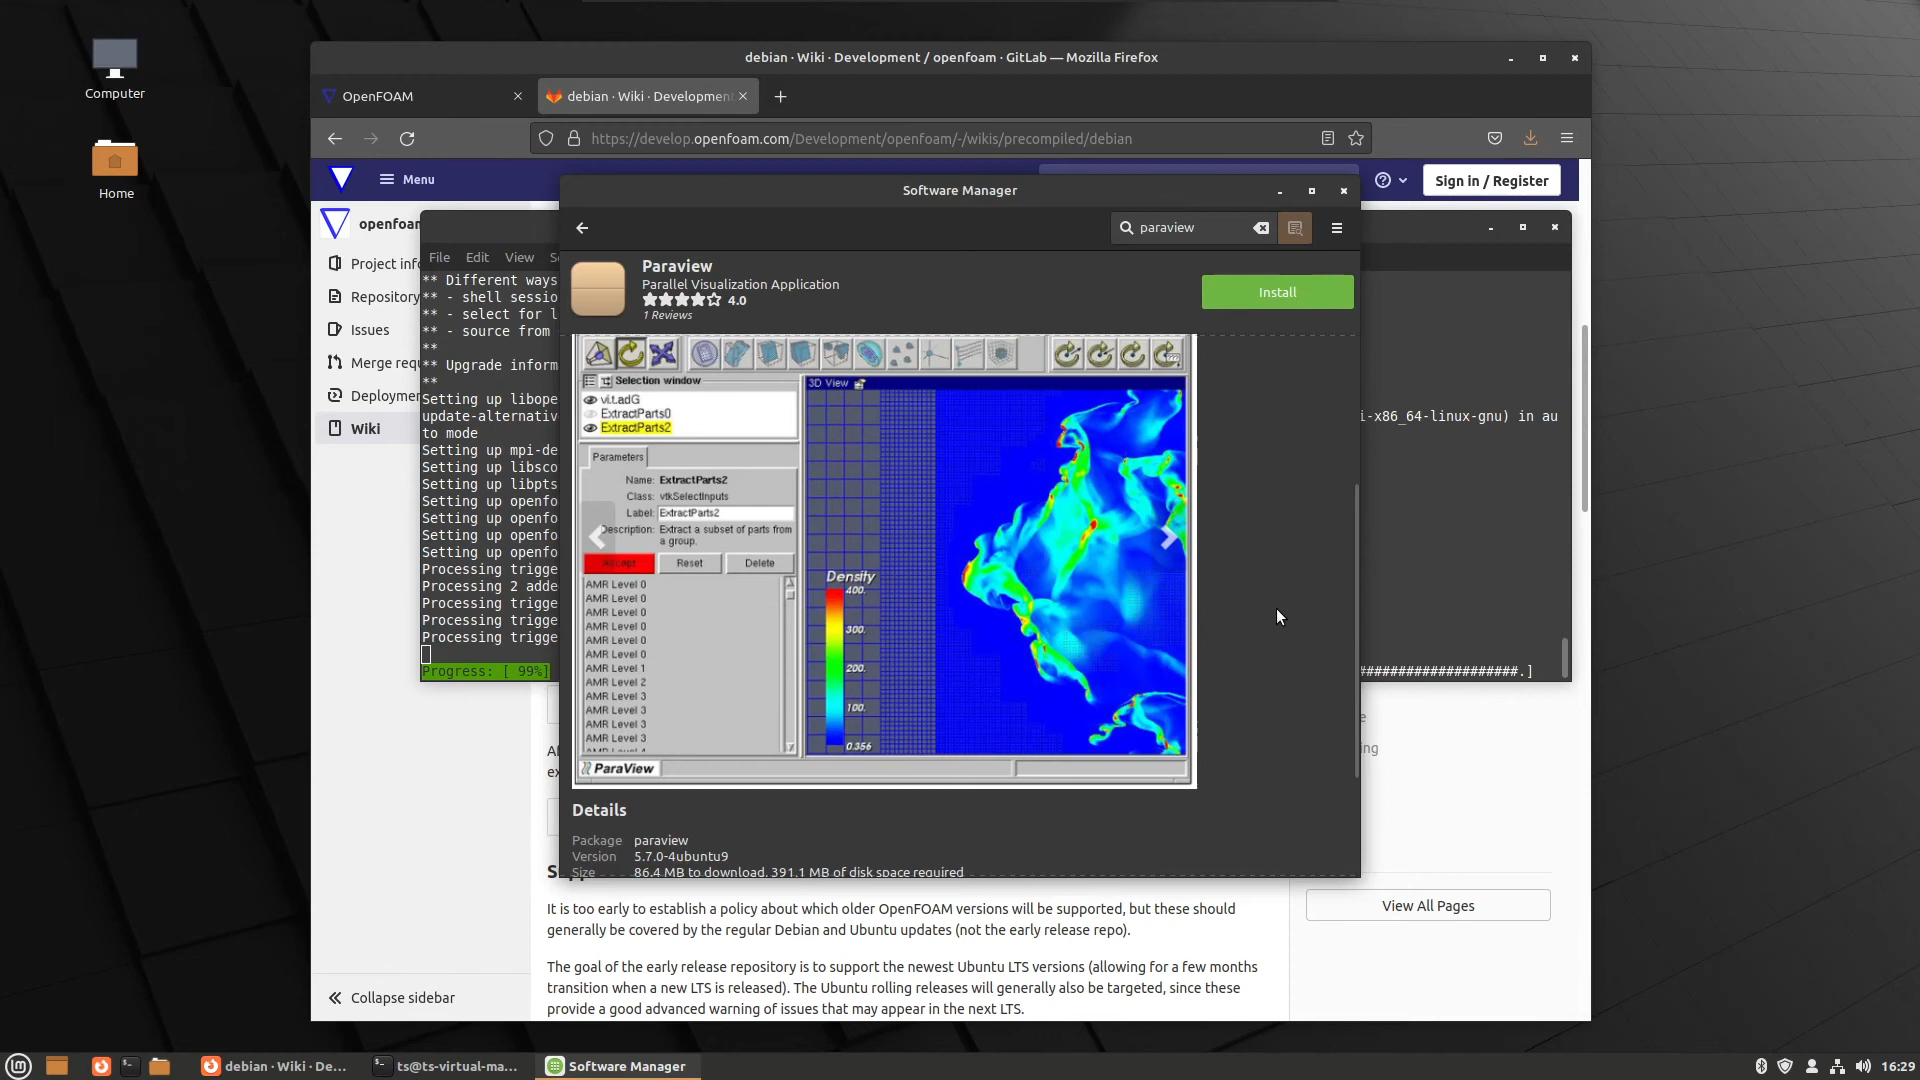 Computer
Home
debian · Wiki · Development / openfoam · GitLab — Mozilla Firefox
OpenFOAM
debian · Wiki · Developmen
https://develop.openfoam.com/Development/openfoam/-/wikis/precompiled/debian
Menu
Sign in / Register
openfoam
Project info
Repository
Issues
Merge req
Deployme
Wiki
Collapse sidebar
File Edit View S
** Different ways
** - shell sessio
** - select for l
** - source from
**
** Upgrade inform
**
Setting up libope
update-alternativ
i-x86_64-linux-gnu) in au
to mode
Setting up mpi-de
Setting up libsco
Setting up libpts
Setting up openfo
Setting up openfo
Setting up openfo
Setting up openfo
Processing trigge
Processing 2 adde
Processing trigge
Processing trigge
Processing trigge
Progress: [ 99%]
###################.]
Software Manager
paraview
Paraview
Parallel Visualization Application
4.0
1 Reviews
Install
Selection window
vi.t.adG
ExtractParts0
ExtractParts2
Parameters
Name: ExtractParts2
Class: vtkSelectInputs
Label: ExtractParts2
Description: Extract a subset of parts from
a group.
Accept Reset Delete
AMR Level 0
AMR Level 0
AMR Level 0
AMR Level 0
AMR Level 0
AMR Level 0
AMR Level 1
AMR Level 2
AMR Level 3
AMR Level 3
AMR Level 3
AMR Level 3
AMR Level 4
ParaView
3D View
Density
400.
300.
200.
100.
0.356
Details
Package paraview
Version 5.7.0-4ubuntu9
Size 86.4 MB to download, 391.1 MB of disk space required
View All Pages
It is too early to establish a policy about which older OpenFOAM versions will be supported, but these should
generally be covered by the regular Debian and Ubuntu updates (not the early release repo).
The goal of the early release repository is to support the newest Ubuntu LTS versions (allowing for a few months
transition when a new LTS is released). The Ubuntu rolling releases will generally also be targeted, since these
provide a good advanced warning of issues that may appear in the next LTS.
debian · Wiki · De...
ts@ts-virtual-ma...
Software Manager
16:29